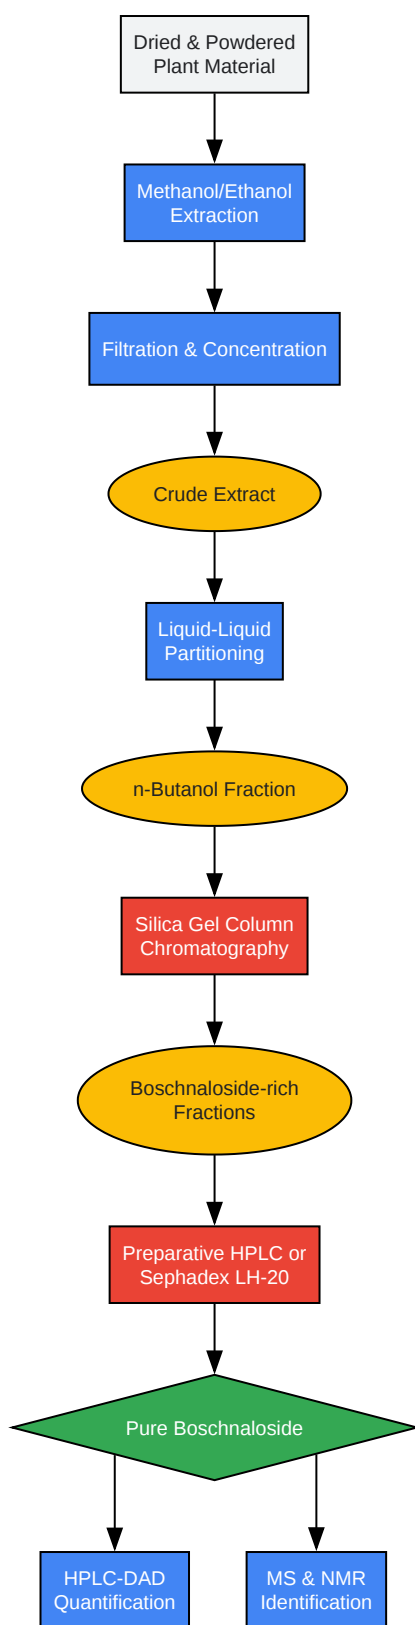 Dried & Powdered
Plant Material
Methanol/Ethanol
Extraction
Filtration & Concentration
Crude Extract
Liquid-Liquid
Partitioning
n-Butanol Fraction
Silica Gel Column
Chromatography
Boschnaloside-rich
Fractions
Preparative HPLC or
Sephadex LH-20
Pure Boschnaloside
HPLC-DAD
Quantification
MS & NMR
Identification